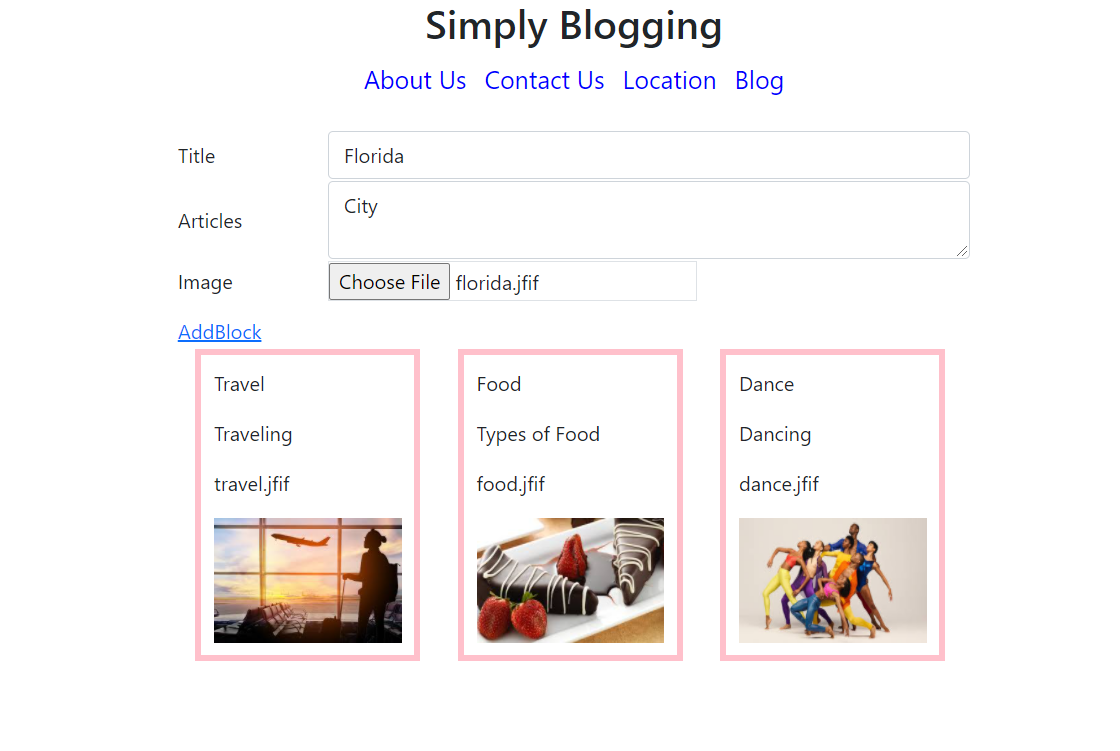 Simply Blogging
About Us Contact Us Location Blog
Title Florida
Articles City
Image Choose File florida.jfif
AddBlock
Travel
Traveling
travel.jfif
Food
Types of Food
food.jfif
Dance
Dancing
dance.jfif